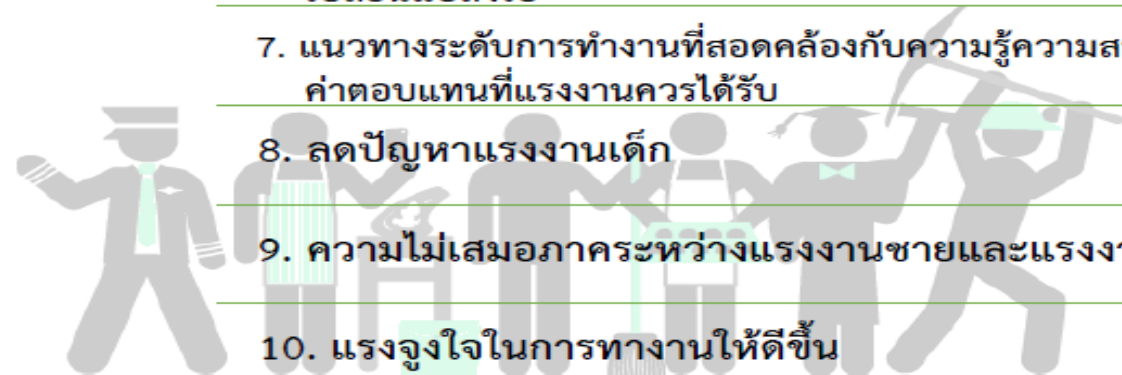 7. แนวทางระดับการทำงานที่สอดคล้องกับความรู้ความส
ค่าตอบแทนที่แรงงานควรได้รับ
8. ลดปัญหาแรงงานเด็ก
9. ความไม่เสมอภาคระหว่างแรงงานชายและแรงง
10. แรงจูงใจในการทางานให้ดีขึ้น